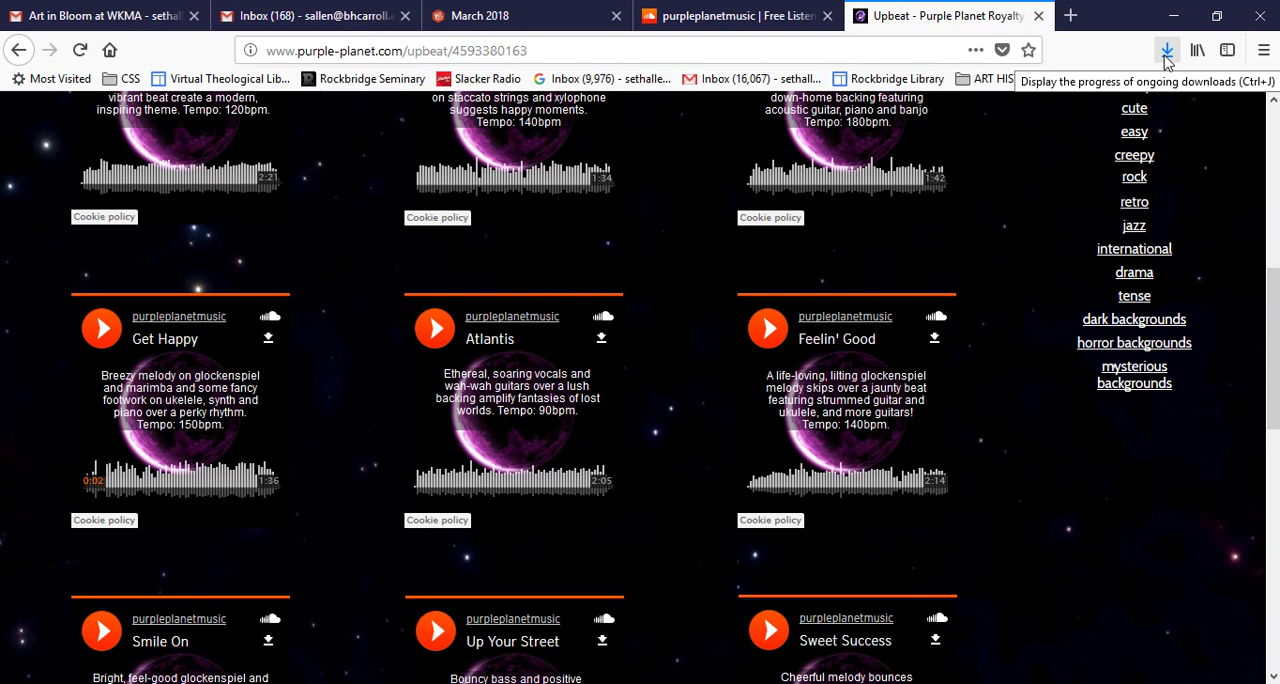 Art in Bloom at WKMA - sethal
Inbox (168) - sallen@bhcarroll.e
March 2018
purpleplanetmusic | Free Listen
Upbeat - Purple Planet Royalty
www.purple-planet.com/upbeat/4593380163
Most Visited
CSS
Virtual Theological Lib...
Rockbridge Seminary
Slacker Radio
Inbox (9,976) - sethalle...
Inbox (16,067) - sethall...
Rockbridge Library
ART HIS
Display the progress of ongoing downloads (Ctrl+J)
vibrant beat create a modern,
inspiring theme. Tempo: 120bpm.
2:21
Cookie policy
on staccato strings and xylophone
suggests happy moments.
Tempo: 140bpm
1:34
Cookie policy
down-home backing featuring
acoustic guitar, piano and banjo
Tempo: 180bpm.
1:42
Cookie policy
purpleplanetmusic
Get Happy
Breezy melody on glockenspiel
and marimba and some fancy
footwork on ukelele, synth and
piano over a perky rhythm.
Tempo: 150bpm.
0:02
1:36
Cookie policy
purpleplanetmusic
Atlantis
Ethereal, soaring vocals and
wah-wah guitars over a lush
backing amplify fantasies of lost
worlds. Tempo: 90bpm.
2:05
Cookie policy
purpleplanetmusic
Feelin' Good
A life-loving, lilting glockenspiel
melody skips over a jaunty beat
featuring strummed guitar and
ukulele, and more guitars!
Tempo: 140bpm.
2:14
Cookie policy
purpleplanetmusic
Smile On
Bright, feel-good glockenspiel and
purpleplanetmusic
Up Your Street
Bouncy bass and positive
purpleplanetmusic
Sweet Success
Cheerful melody bounces
cute
easy
creepy
rock
retro
jazz
international
drama
tense
dark backgrounds
horror backgrounds
mysterious
backgrounds